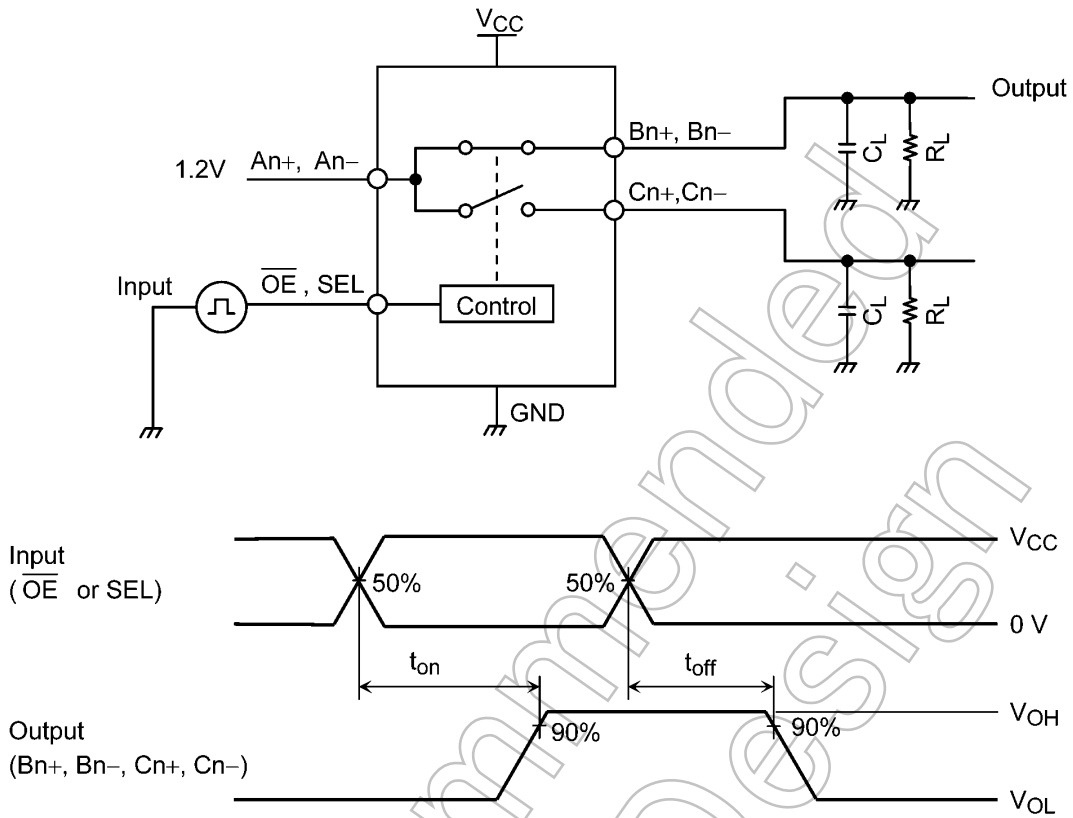 VCC
Output
Bn+, Bn−
CL
RL
1.2V
An+, An−
Cn+,Cn−
Input
OE , SEL
Control
CL
RL
GND
Input
( OE or SEL)
50%
50%
VCC
0 V
ton
toff
Output
(Bn+, Bn−, Cn+, Cn−)
90%
90%
VOH
VOL
mmended
Design